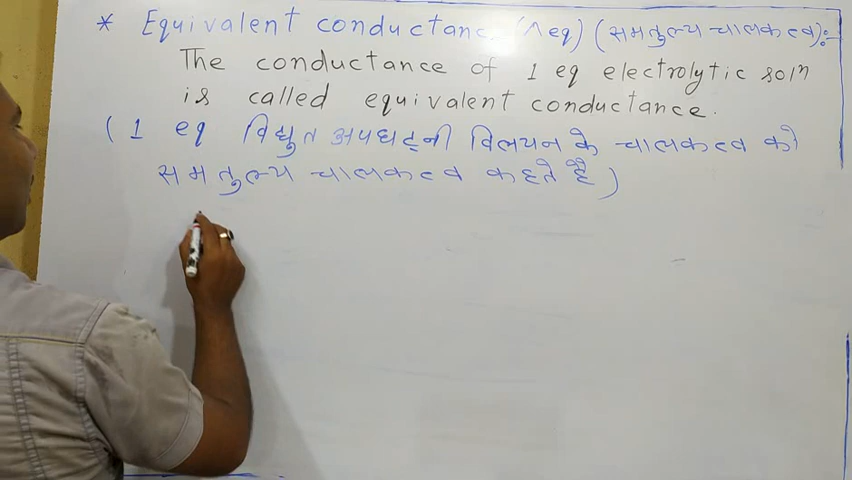 * Equivalent conductance (Λeq) (समतुल्य चालकत्व):-
The conductance of 1 eq electrolytic solⁿ
is called equivalent conductance.
( 1 eq विद्युत अपघट्नी विलयन के चालकत्व को
समतुल्य चालकत्व कहते है )